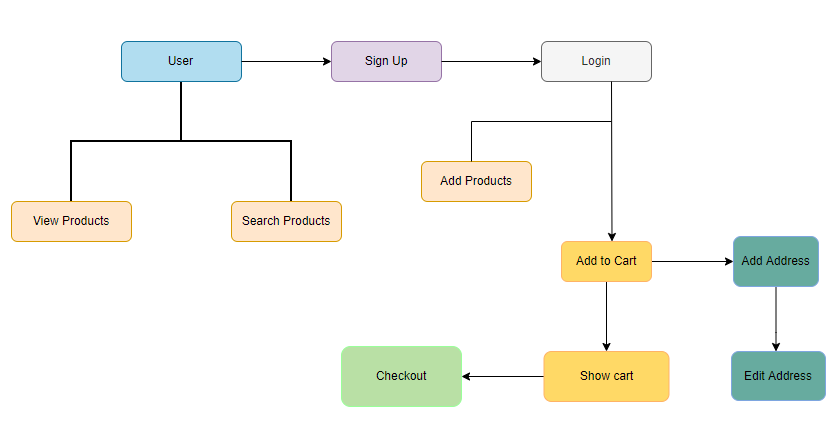 User
Sign Up
Login
Add Products
View Products
Search Products
Add to Cart
Add Address
Checkout
Show cart
Edit Address